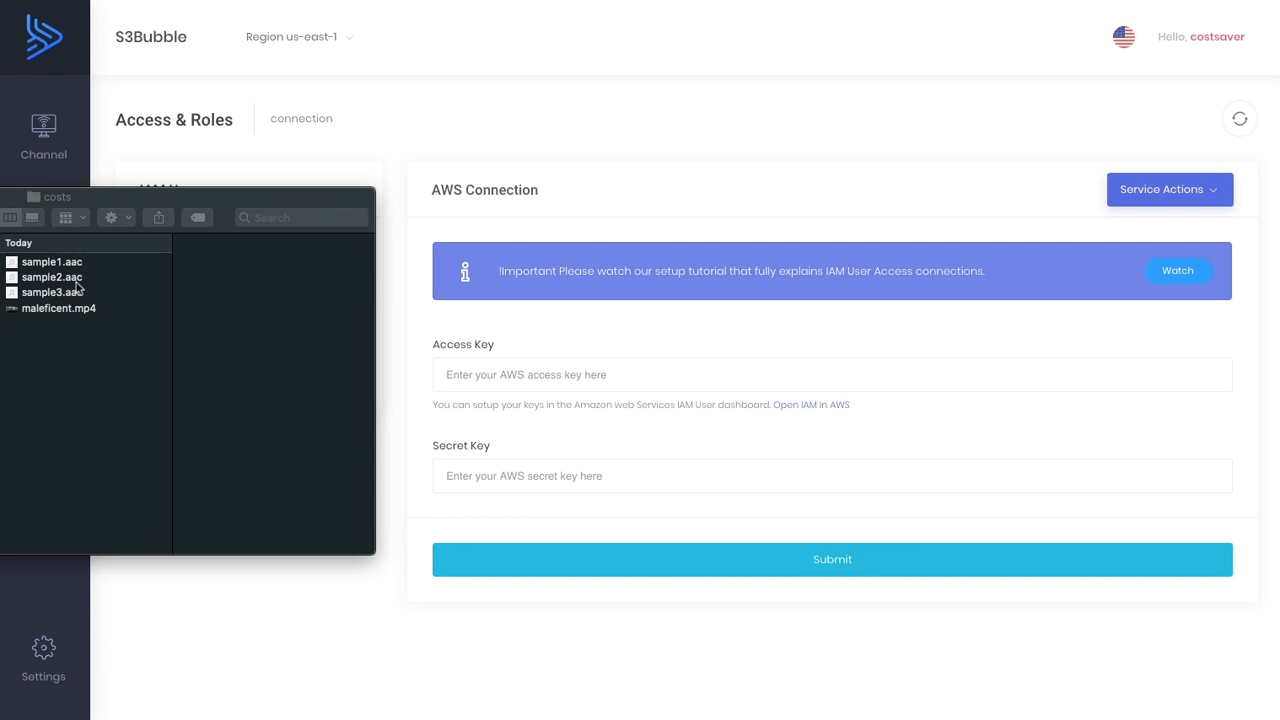 S3Bubble
Region us-east-1
Hello, costsaver
Access & Roles
connection
Channel
costs
Search
Today
sample1.aac
sample2.aac
sample3.aac
maleficent.mp4
AWS Connection
Service Actions
!Important Please watch our setup tutorial that fully explains IAM User Access connections.
Watch
Access Key
Enter your AWS access key here
You can setup your keys in the Amazon web Services IAM User dashboard. Open IAM In AWS
Secret Key
Enter your AWS secret key here
Submit
Settings